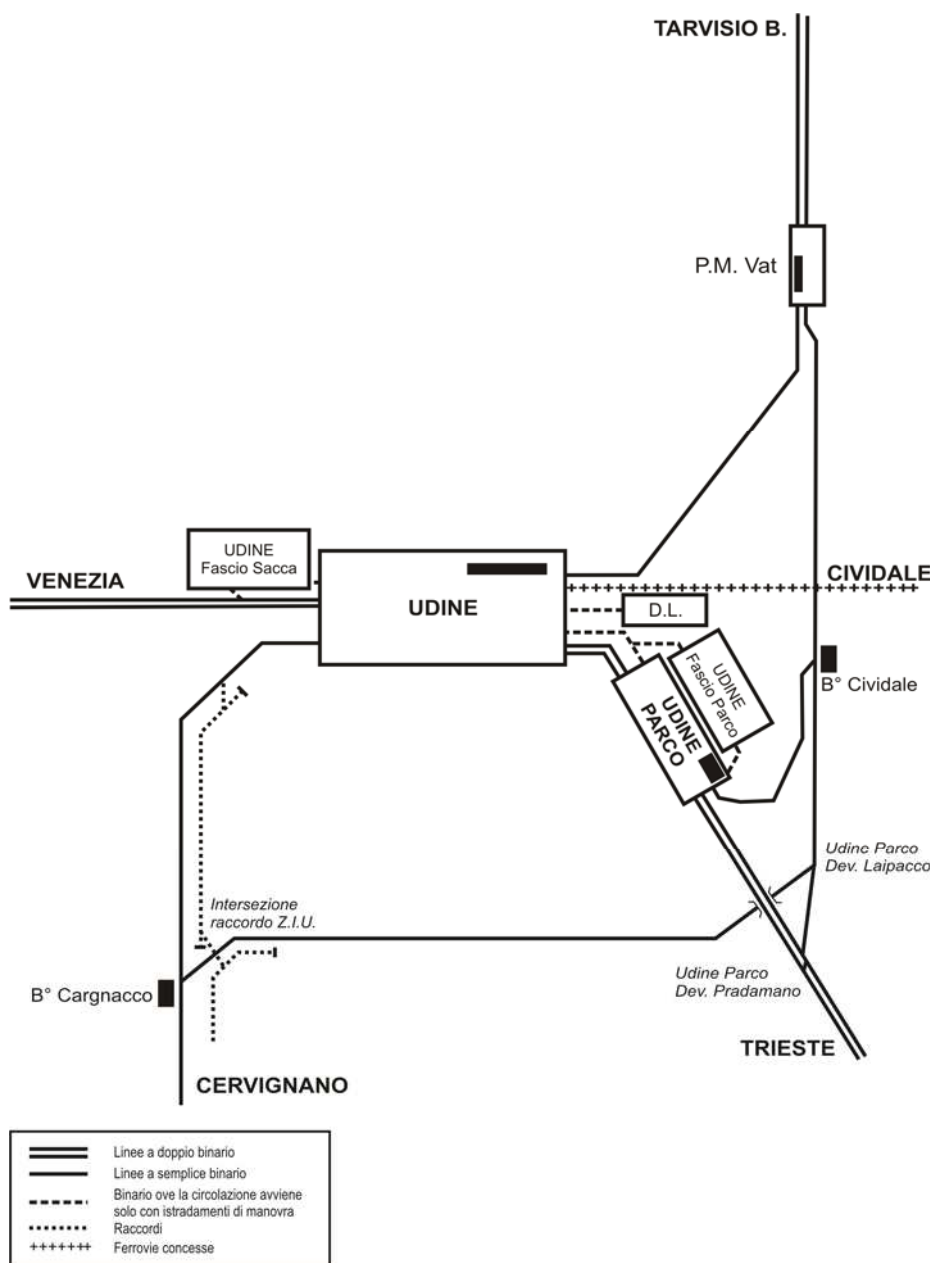 TARVISIO B.
P.M. Vat
UDINE
Fascio Sacca
VENEZIA
UDINE
CIVIDALE
D.L.
UDINE
Fascio Parco
B° Cividale
UDINE
PARCO
Udine Parco
Dev. Laipacco
Intersezione
raccordo Z.I.U.
Udine Parco
Dev. Pradamano
B° Cargnacco
TRIESTE
CERVIGNANO
Linee a doppio binario
Linee a semplice binario
Binario ove la circolazione avviene
solo con istradamenti di manovra
Raccordi
Ferrovie concesse